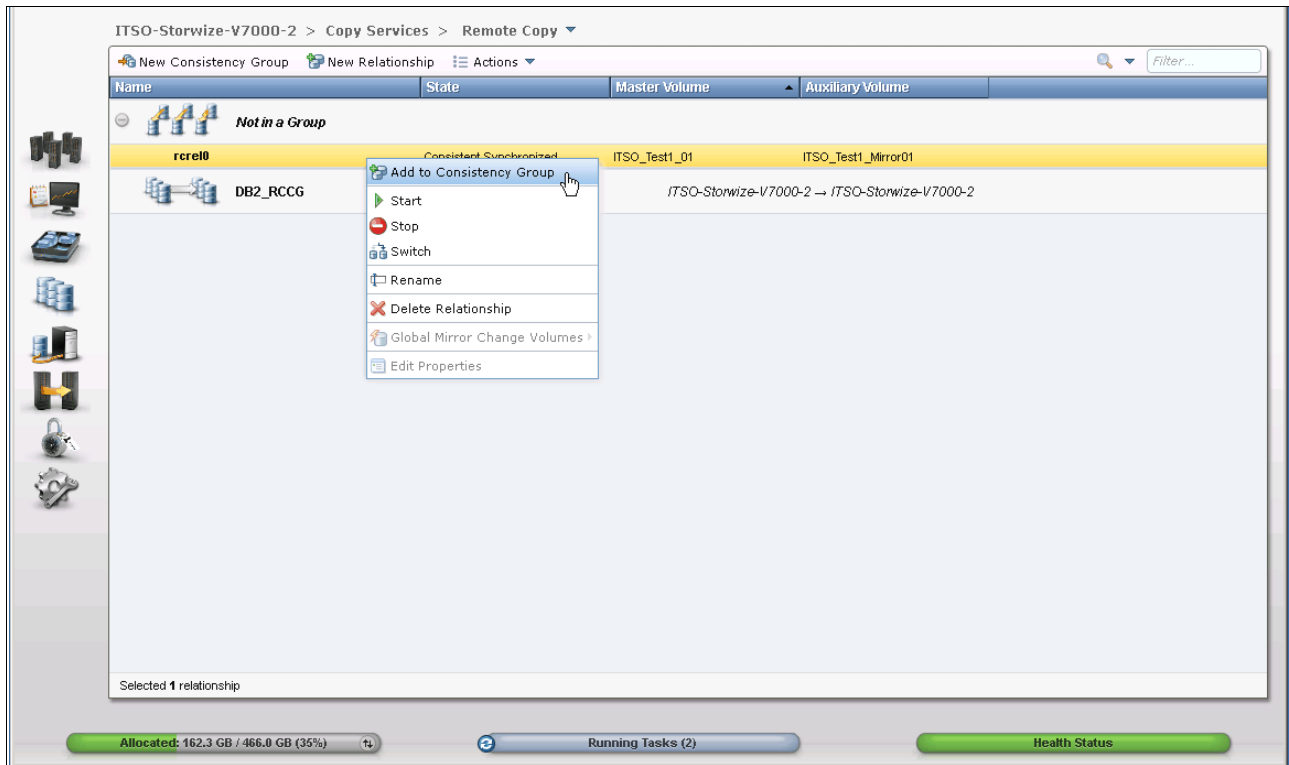 ITSO-Storwize-V7000-2 > Copy Services > Remote Copy
New Consistency Group New Relationship Actions Filter...
Name State Master Volume Auxiliary Volume
Not in a Group
rcrel0 Consistent Synchronized ITSO_Test1_01 ITSO_Test1_Mirror01
Add to Consistency Group
DB2_RCCG ITSO-Storwize-V7000-2 → ITSO-Storwize-V7000-2
Start
Stop
Switch
Rename
Delete Relationship
Global Mirror Change Volumes
Edit Properties
Selected 1 relationship
Allocated: 162.3 GB / 466.0 GB (35%) Running Tasks (2) Health Status